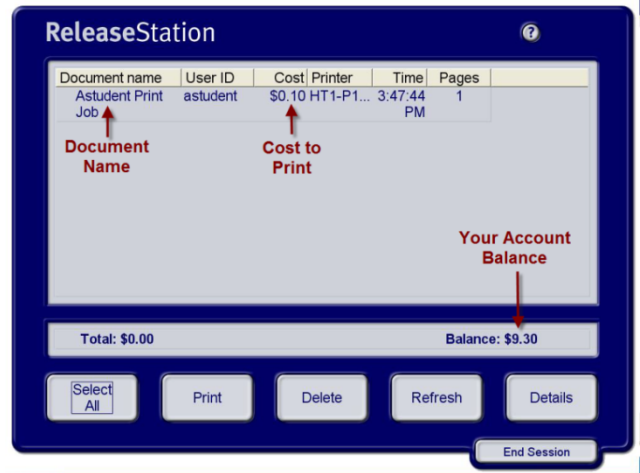 ReleaseStation ?
Document name User ID Cost Printer Time Pages
Astudent Print astudent $0.10 HT1-P1... 3:47:44 1
Job PM
Document Cost to
Name Print
Your Account
Balance
Total: $0.00 Balance: $9.30
Select
All Print Delete Refresh Details
End Session